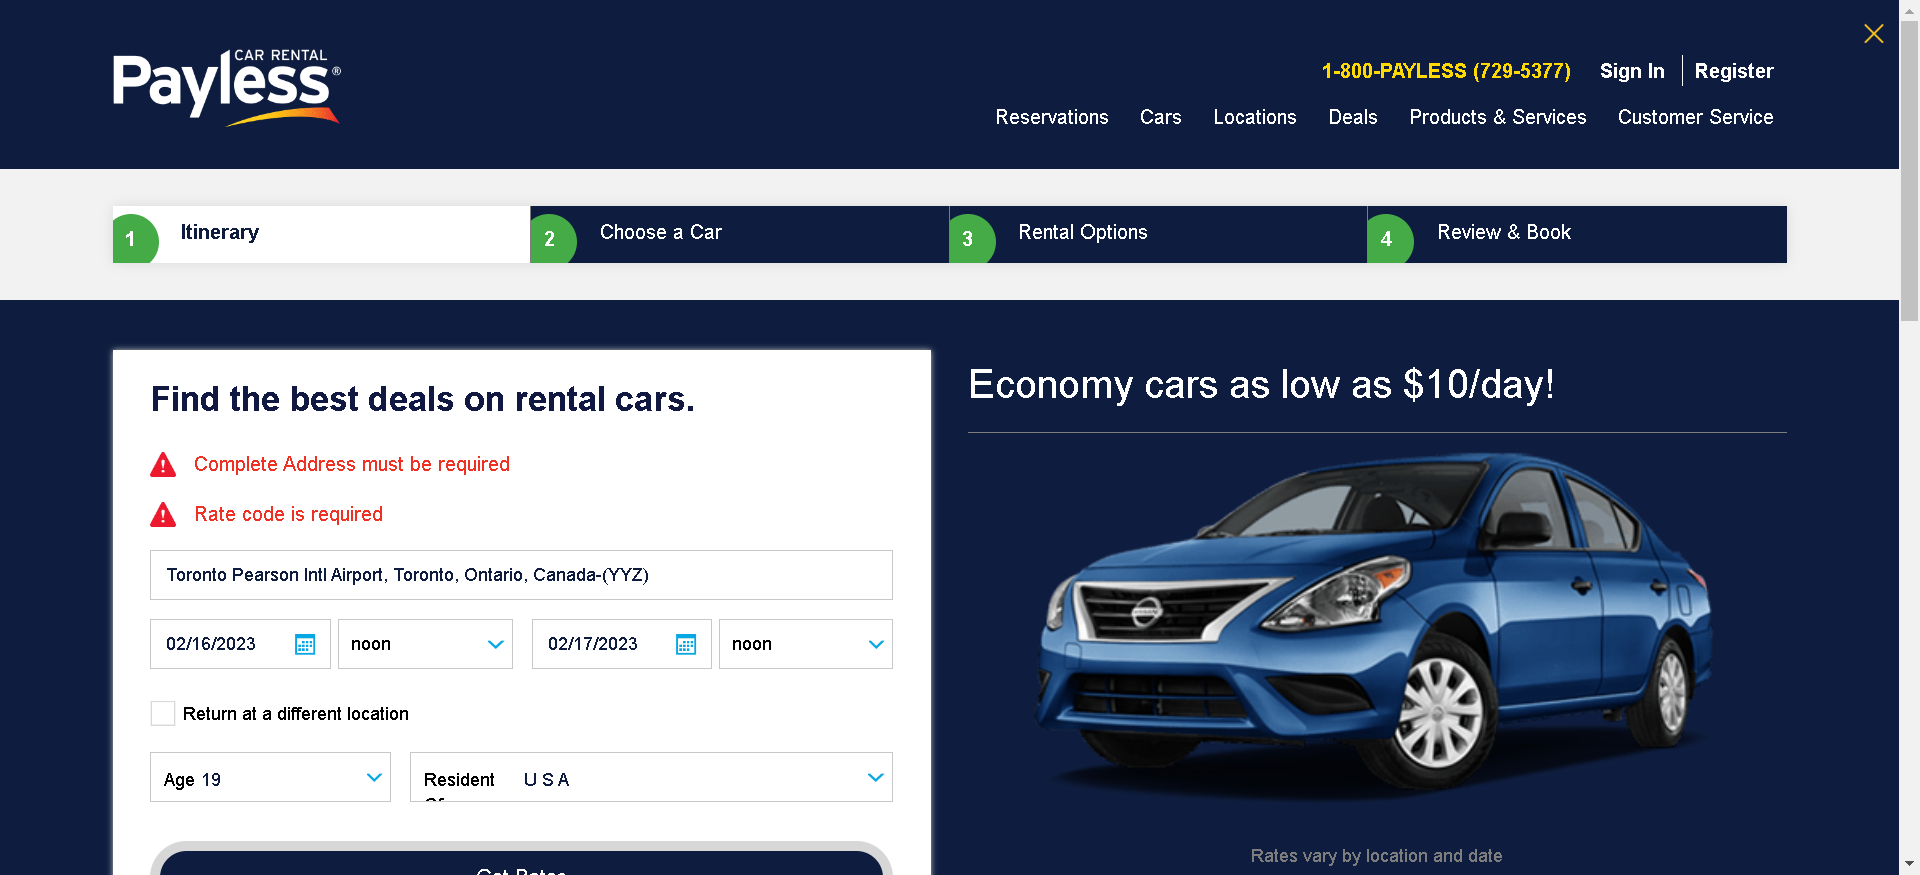 CAR RENTAL
Payless®
1-800-PAYLESS (729-5377)
Sign In
Register
Reservations
Cars
Locations
Deals
Products & Services
Customer Service
1
Itinerary
2
Choose a Car
3
Rental Options
4
Review & Book
Find the best deals on rental cars.
Complete Address must be required
Rate code is required
Toronto Pearson Intl Airport, Toronto, Ontario, Canada-(YYZ)
02/16/2023
noon
02/17/2023
noon
Return at a different location
Age 19
Resident
U S A
Economy cars as low as $10/day!
Rates vary by location and date